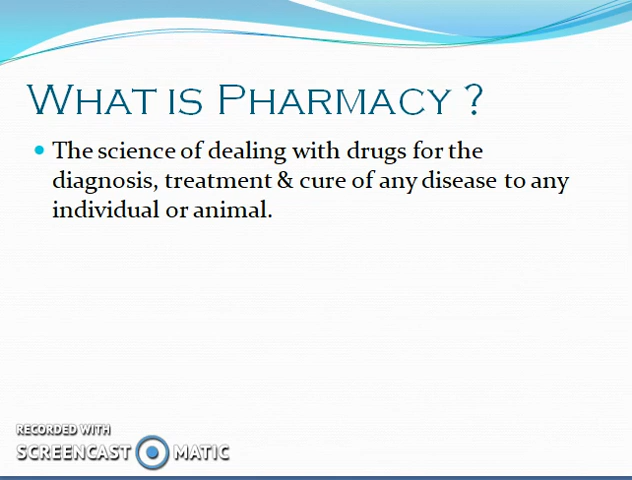 What is Pharmacy ?
The science of dealing with drugs for the
diagnosis, treatment & cure of any disease to any
individual or animal.
RECORDED WITH
SCREENCAST MATIC